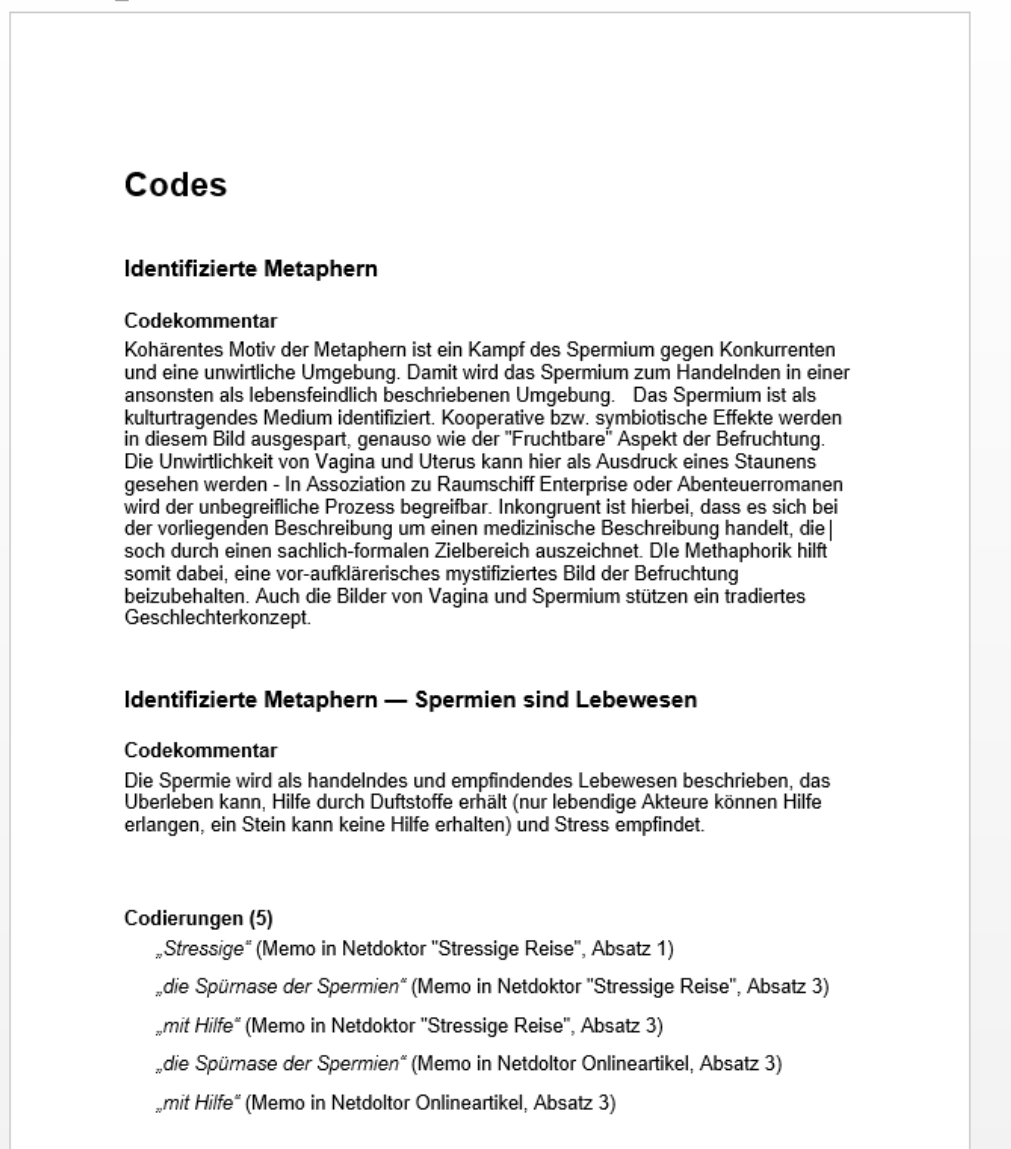 Codes
Identifizierte Metaphern
Codekommentar
Kohärentes Motiv der Metaphern ist ein Kampf des Spermium gegen Konkurrenten
und eine unwirtliche Umgebung. Damit wird das Spermium zum Handelnden in einer
ansonsten als lebensfeindlich beschriebenen Umgebung.   Das Spermium ist als
kulturtragendes Medium identifiziert. Kooperative bzw. symbiotische Effekte werden
in diesem Bild ausgespart, genauso wie der "Fruchtbare" Aspekt der Befruchtung.
Die Unwirtlichkeit von Vagina und Uterus kann hier als Ausdruck eines Staunens
gesehen werden - In Assoziation zu Raumschiff Enterprise oder Abenteuerromanen
wird der unbegreifliche Prozess begreifbar. Inkongruent ist hierbei, dass es sich bei
der vorliegenden Beschreibung um einen medizinische Beschreibung handelt, die
soch durch einen sachlich-formalen Zielbereich auszeichnet. DIe Methaphorik hilft
somit dabei, eine vor-aufklärerisches mystifiziertes Bild der Befruchtung
beizubehalten. Auch die Bilder von Vagina und Spermium stützen ein tradiertes
Geschlechterkonzept.
Identifizierte Metaphern — Spermien sind Lebewesen
Codekommentar
Die Spermie wird als handelndes und empfindendes Lebewesen beschrieben, das
Überleben kann, Hilfe durch Duftstoffe erhält (nur lebendige Akteure können Hilfe
erlangen, ein Stein kann keine Hilfe erhalten) und Stress empfindet.
Codierungen (5)
„Stressige“ (Memo in Netdoktor "Stressige Reise", Absatz 1)
„die Spürnase der Spermien“ (Memo in Netdoktor "Stressige Reise", Absatz 3)
„mit Hilfe“ (Memo in Netdoktor "Stressige Reise", Absatz 3)
„die Spürnase der Spermien“ (Memo in Netdoltor Onlineartikel, Absatz 3)
„mit Hilfe“ (Memo in Netdoltor Onlineartikel, Absatz 3)